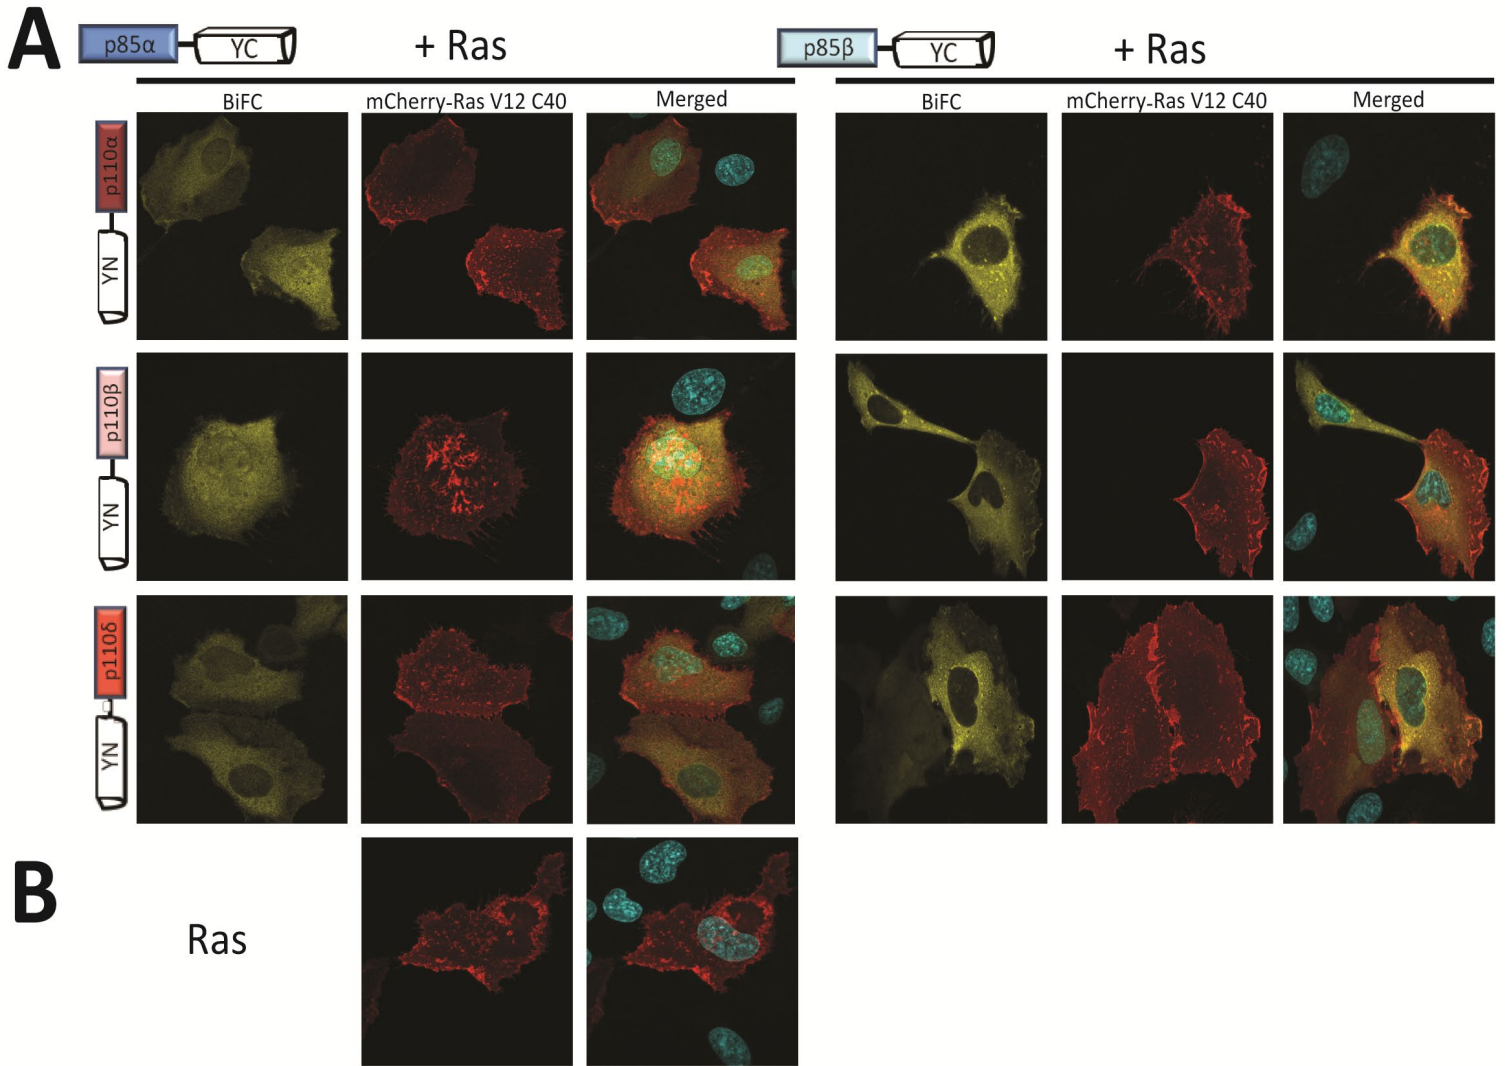 A
p85α YC + Ras p85β YC + Ras
BiFC mCherry-Ras V12 C40 Merged BiFC mCherry-Ras V12 C40 Merged
p110α
YN
p110β
YN
p110δ
YN
B
Ras